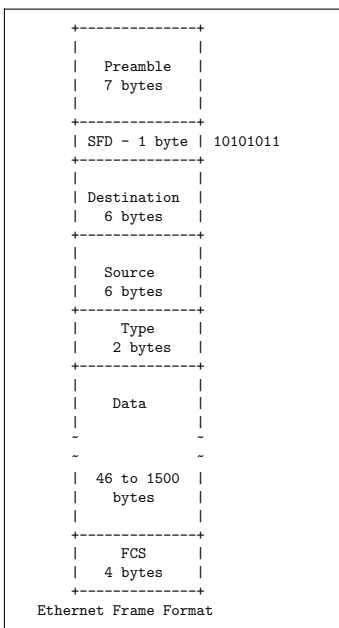 Preamble
7 bytes
SFD - 1 byte 10101011
Destination
6 bytes
Source
6 bytes
Type
2 bytes
Data
46 to 1500
bytes
FCS
4 bytes
Ethernet Frame Format